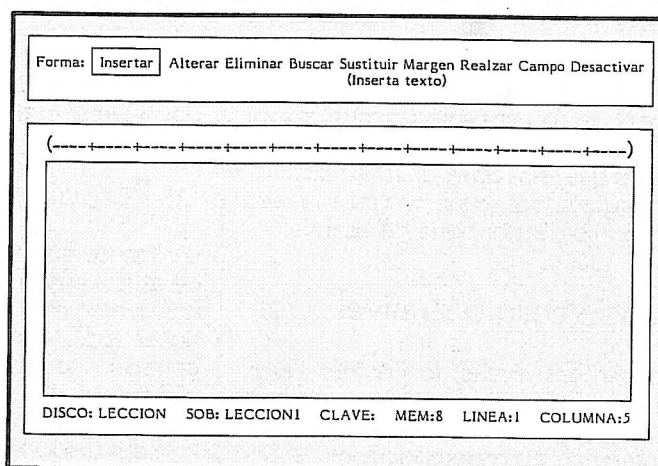 Forma: Insertar Alterar Eliminar Buscar Sustituir Margen Realzar Campo Desactivar
(Inserta texto)
(----+----+----+----+----+----+----+----+----+----+----+----+----)
DISCO: LECCION SOB: LECCION1 CLAVE: MEM:8 LINEA:1 COLUMNA:5